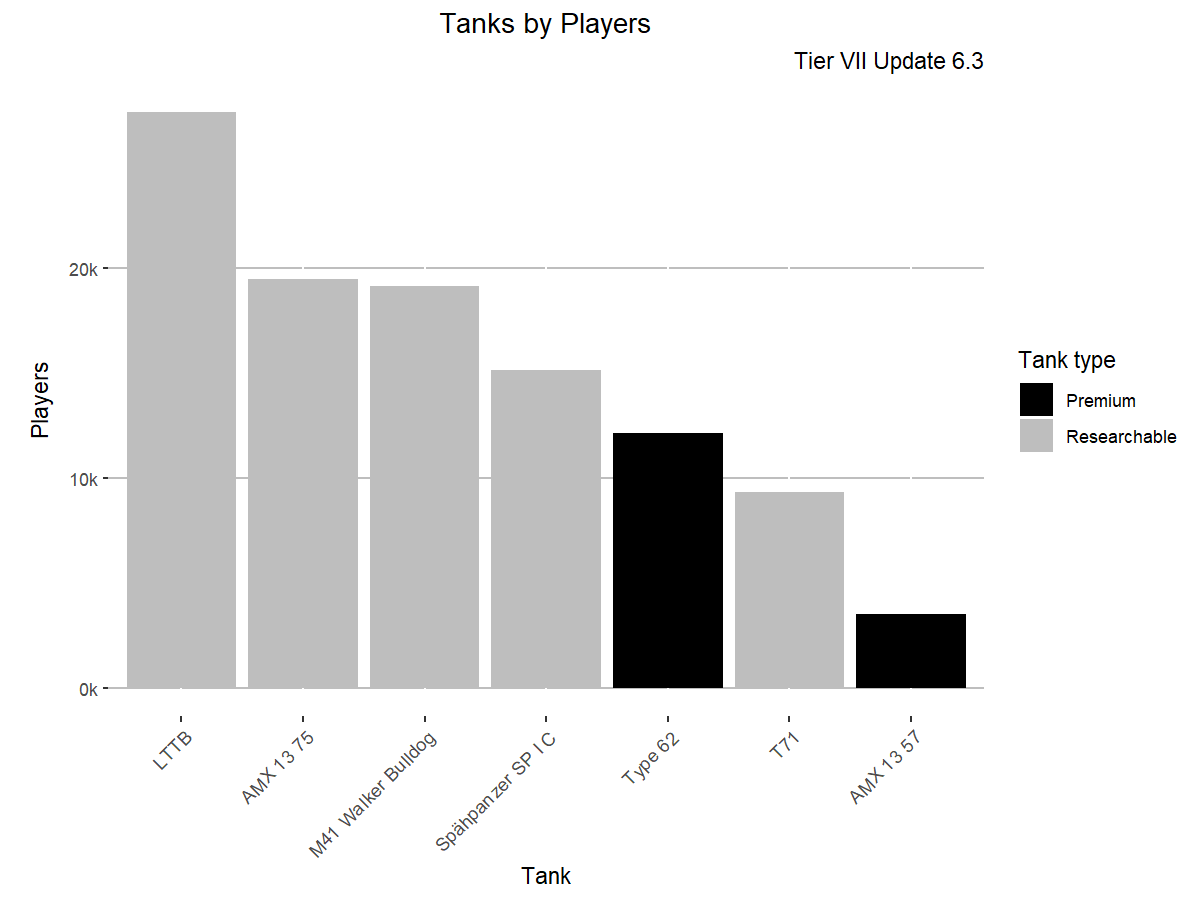 Tanks by Players
Tier VII Update 6.3
Players
20k
10k
0k
LTTB
AMX 13 75
M41 Walker Bulldog
Spähpanzer SP I C
Type 62
T71
AMX 13 57
Tank
Tank type
Premium
Researchable